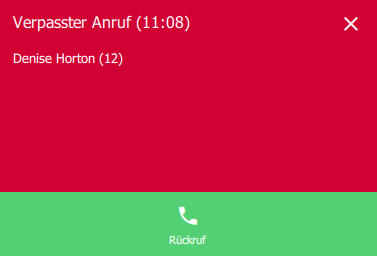 Verpasster Anruf (11:08)
Denise Horton (12)
Rückruf